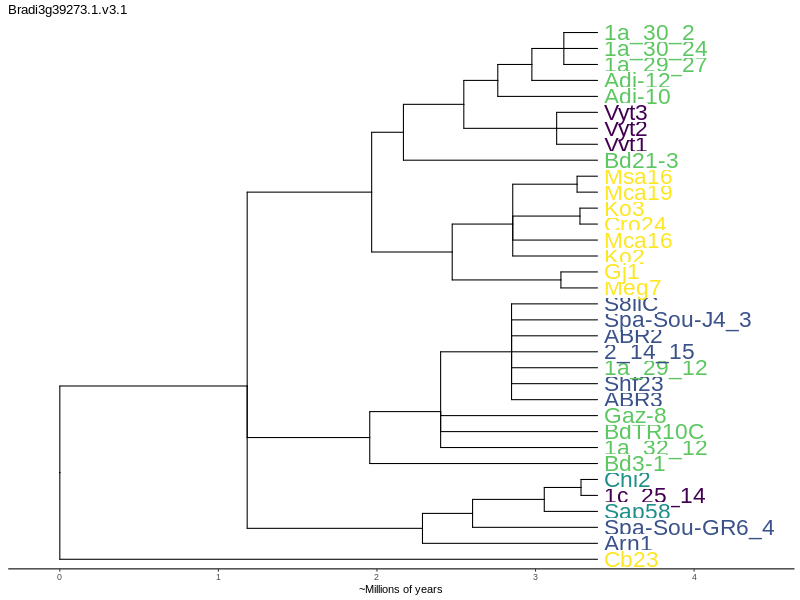 Bradi3g39273.1.v3.1
1a_30_2
1a_30_24
1a_29_27
Adi-12
Adi-10
Vyt3
Vyt2
Vyt1
Bd21-3
Msa16
Mca19
Ko3
Cro24
Mca16
Ko2
Gj1
Meg7
S8iiC
Spa-Sou-J4_3
ABR2
2_14_15
1a_29_12
Shf23
ABR3
Gaz-8
BdTR10C
1a_32_12
Bd3-1
Chi2
1c_25_14
Sap58
Spa-Sou-GR6_4
Arn1
Cb23
0 1 2 3 4
~Millions of years